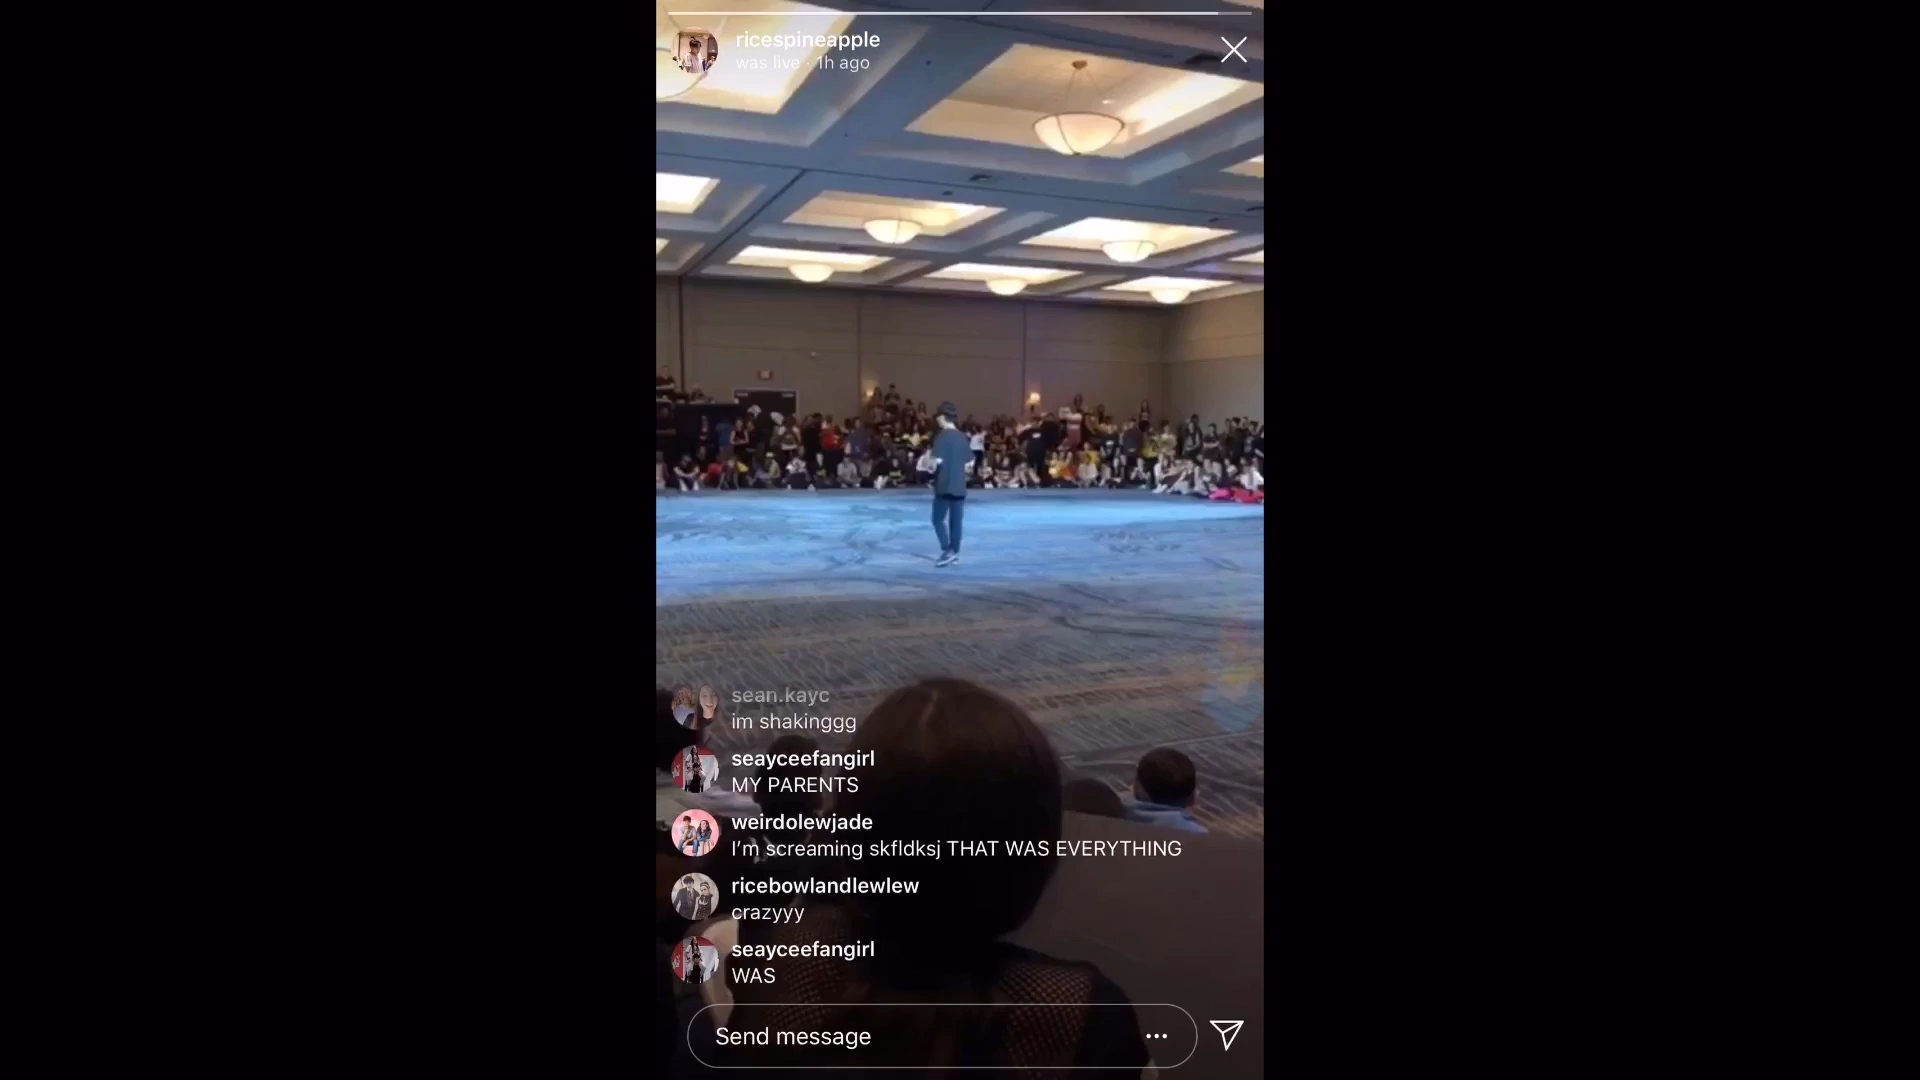 ricespineapple
was live · 1h ago
sean.kayc
im shakinggg
seayceefangirl
MY PARENTS
weirdolewjade
I'm screaming skfldksj THAT WAS EVERYTHING
ricebowlandlewlew
crazyyy
seayceefangirl
WAS
Send message